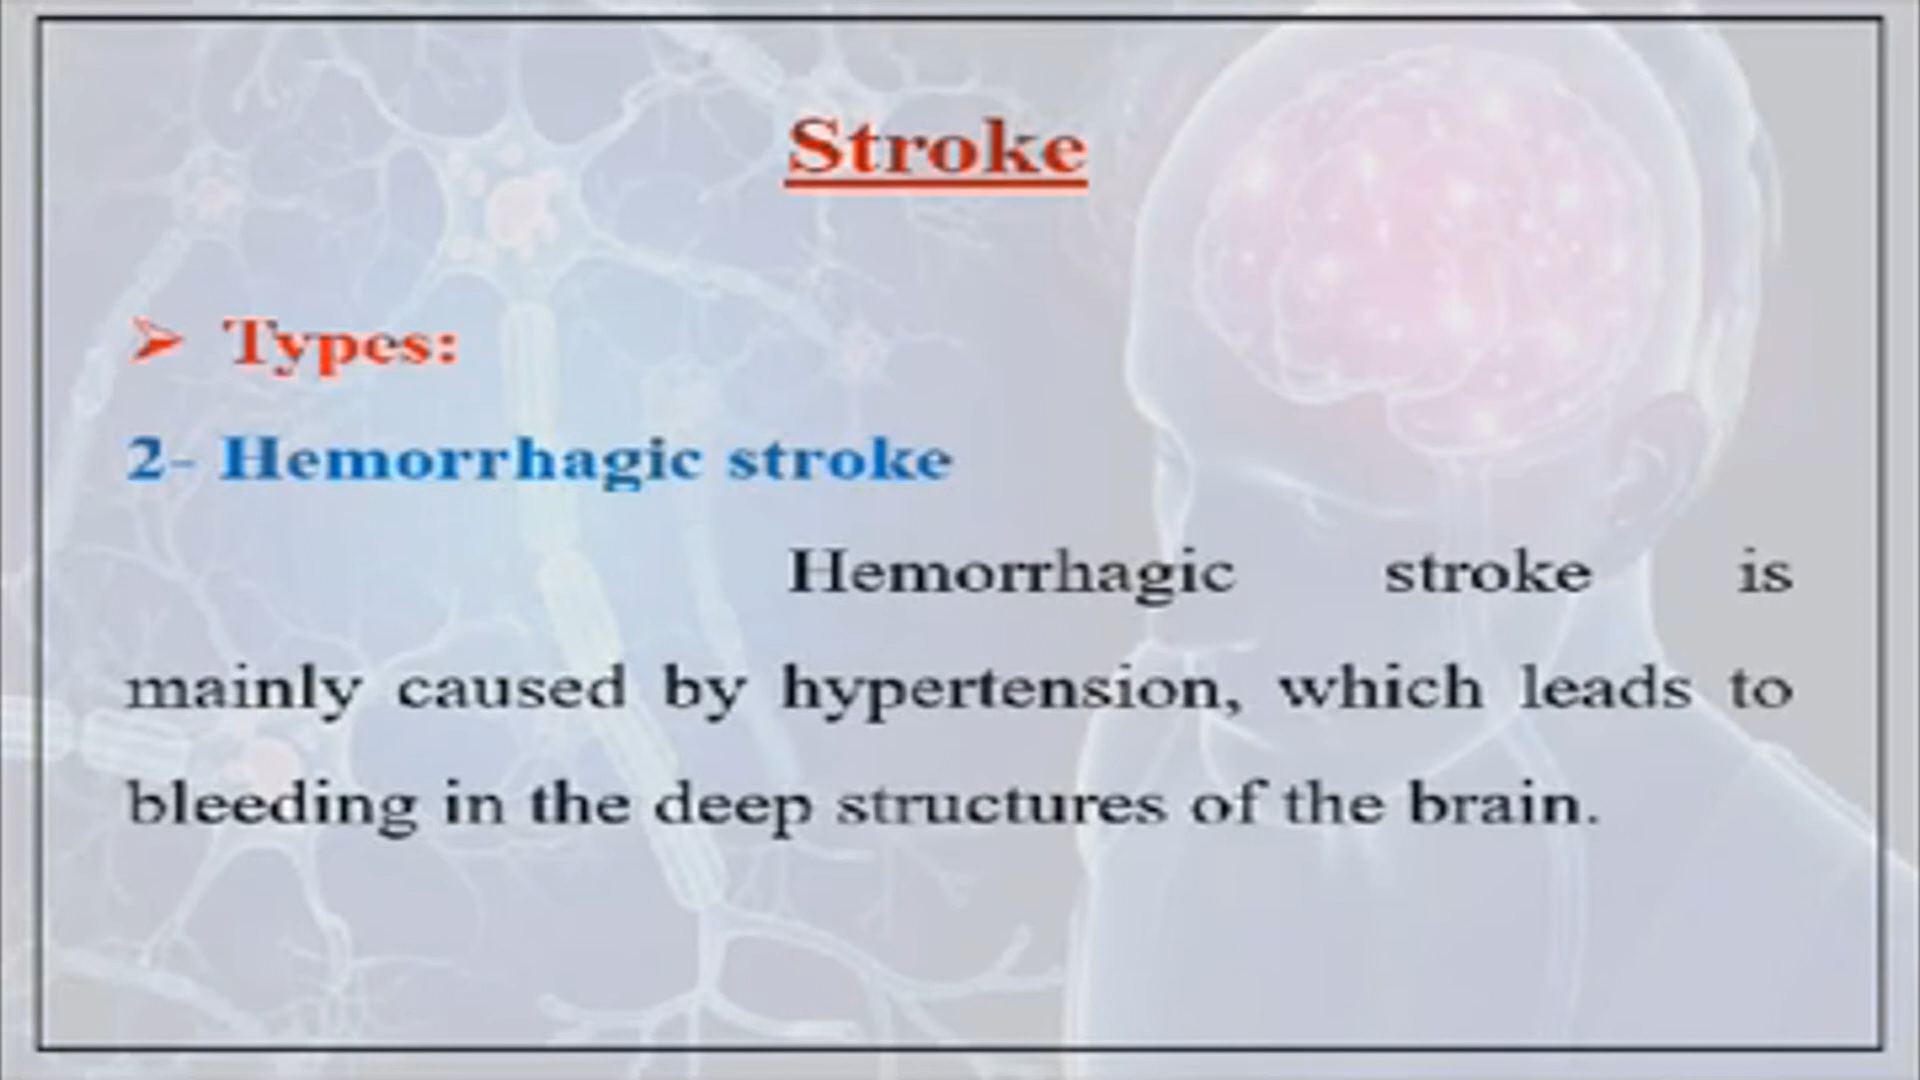 Stroke
➢ Types:
2- Hemorrhagic stroke
Hemorrhagic stroke is
mainly caused by hypertension, which leads to
bleeding in the deep structures of the brain.